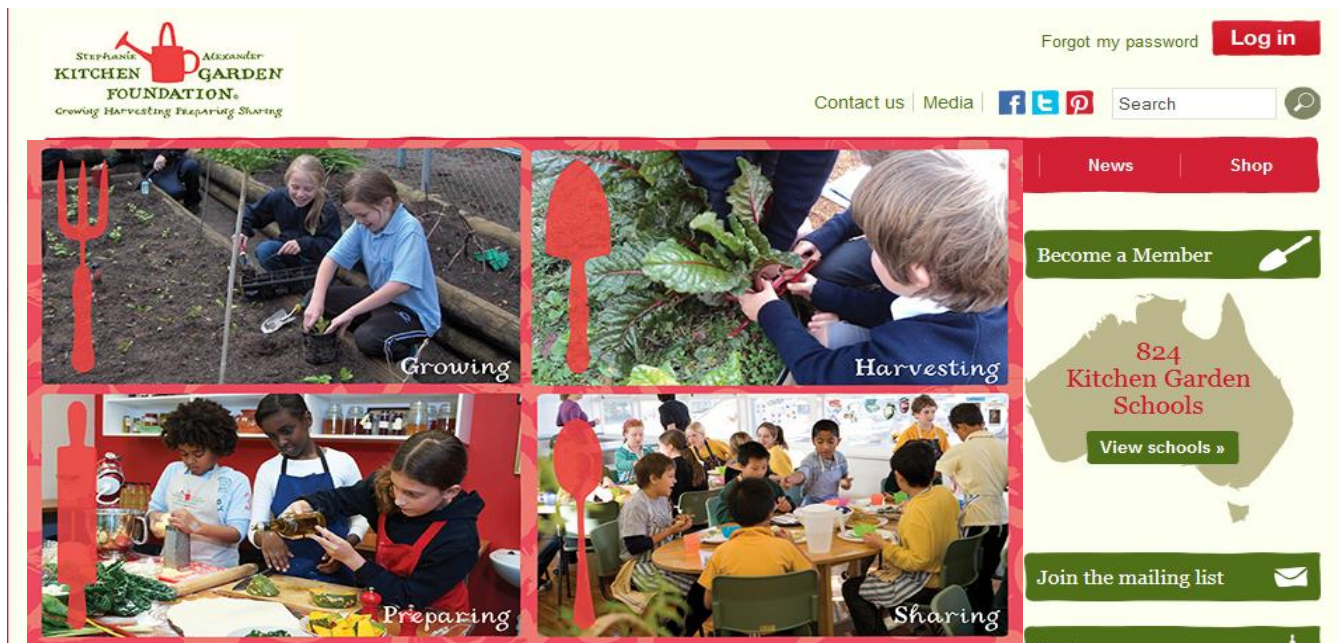 Forgot my password
Log in
Stephanie Alexander
KITCHEN GARDEN
FOUNDATION®
Growing Harvesting Preparing Sharing
Contact us | Media |
Search
News
Shop
Growing
Harvesting
Become a Member
824
Kitchen Garden
Schools
View schools »
Preparing
Sharing
Join the mailing list